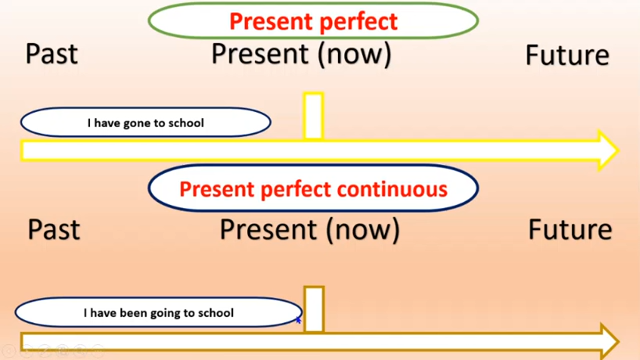 Present perfect
Past Present (now) Future
I have gone to school
Present perfect continuous
Past Present (now) Future
I have been going to school